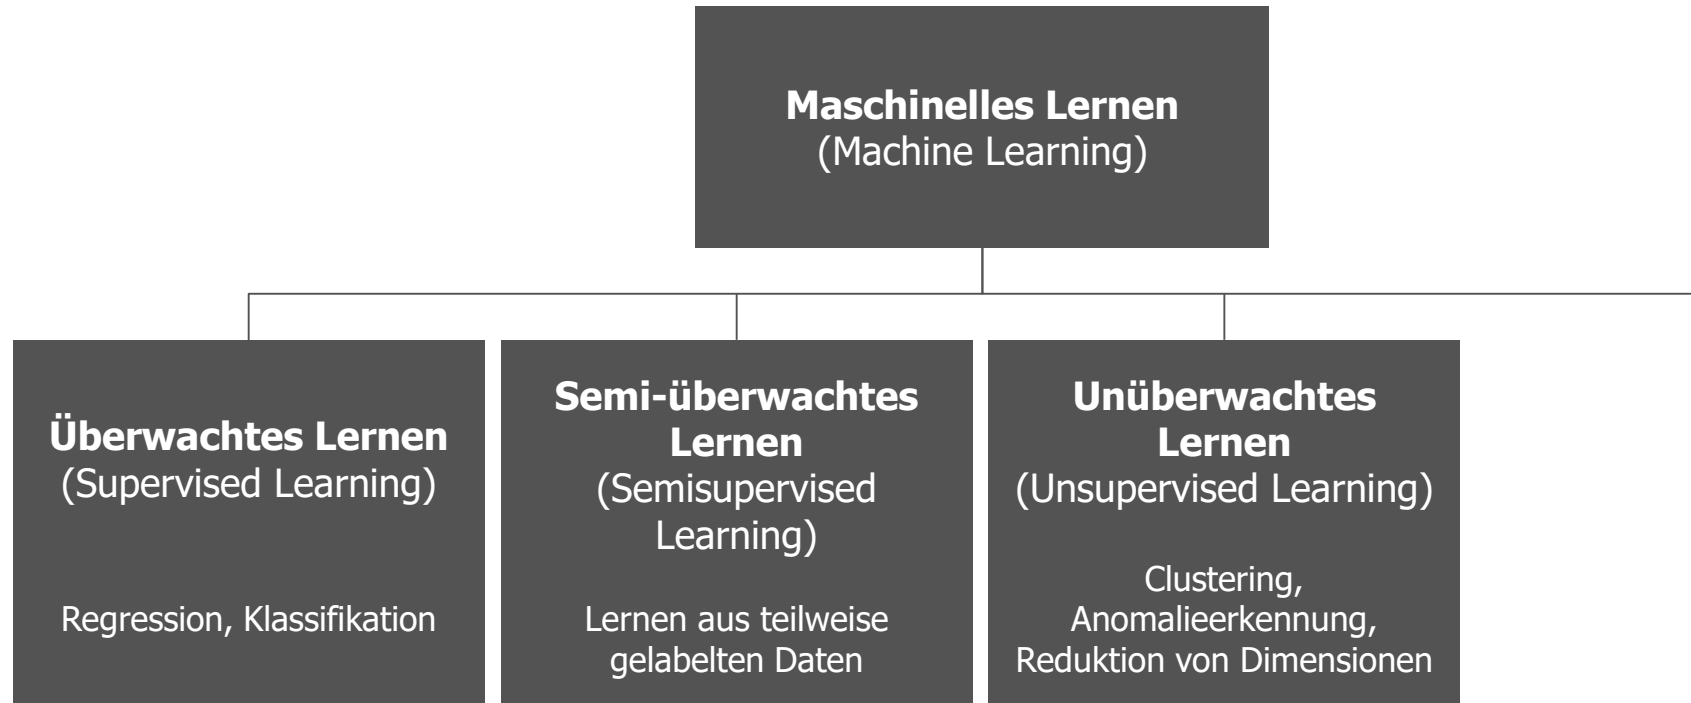 Maschinelles Lernen
(Machine Learning)
Überwachtes Lernen
(Supervised Learning)
Regression, Klassifikation
Semi-überwachtes
Lernen
(Semisupervised
Learning)
Lernen aus teilweise
gelabelten Daten
Unüberwachtes
Lernen
(Unsupervised Learning)
Clustering,
Anomalieerkennung,
Reduktion von Dimensionen